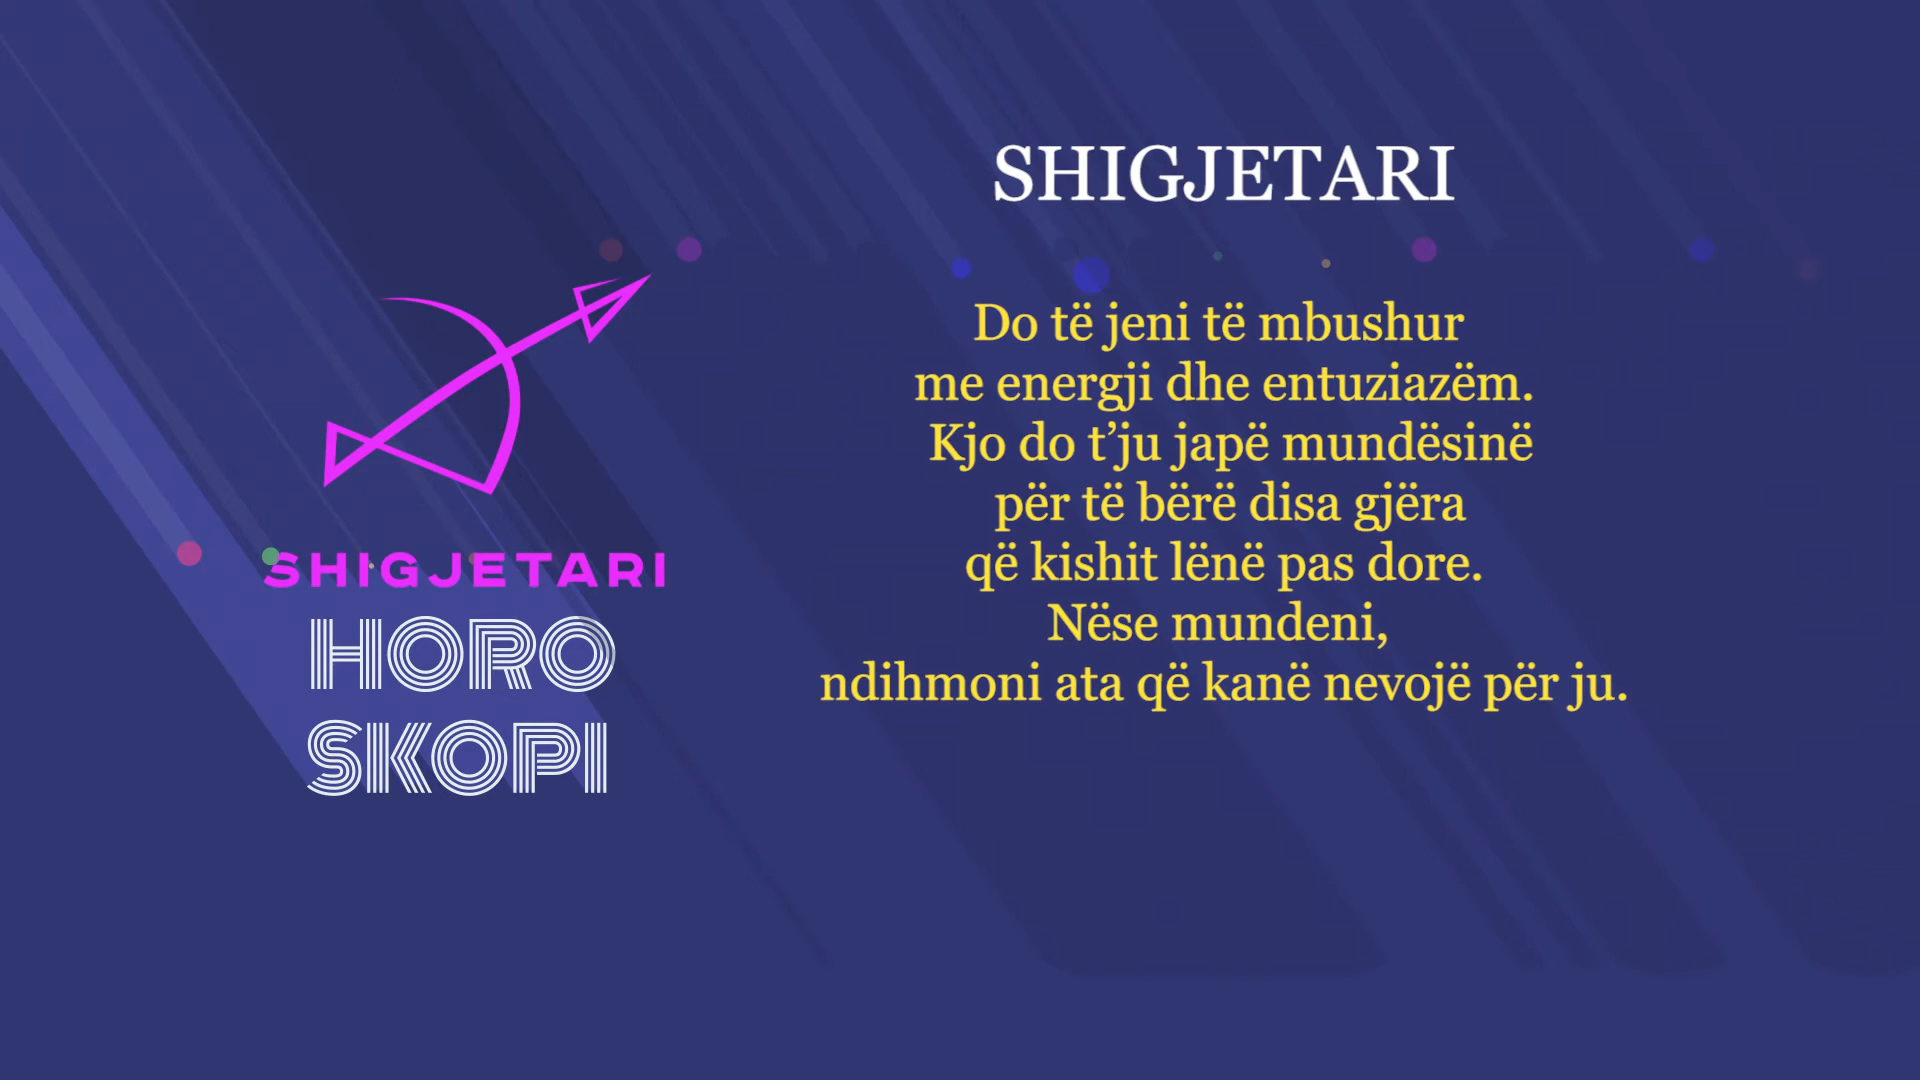 SHIGJETARI
HORO
SKOPI
SHIGJETARI
Do të jeni të mbushur
me energji dhe entuziazëm.
Kjo do t’ju japë mundësinë
për të bërë disa gjëra
që kishit lënë pas dore.
Nëse mundeni,
ndihmoni ata që kanë nevojë për ju.